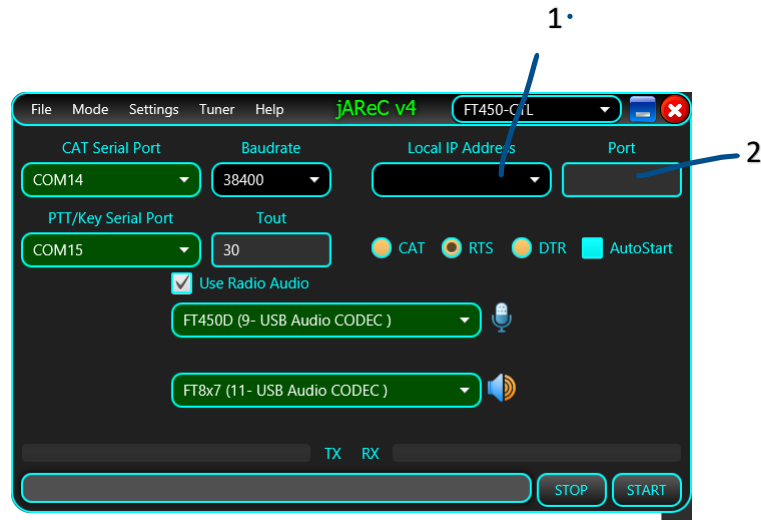 1
File Mode Settings Tuner Help jAReC v4 FT450-CTL
CAT Serial Port Baudrate Local IP Address Port
2
COM14 38400
PTT/Key Serial Port Tout
COM15 30 CAT RTS DTR AutoStart
Use Radio Audio
FT450D (9- USB Audio CODEC )
FT8x7 (11- USB Audio CODEC )
TX RX
STOP START